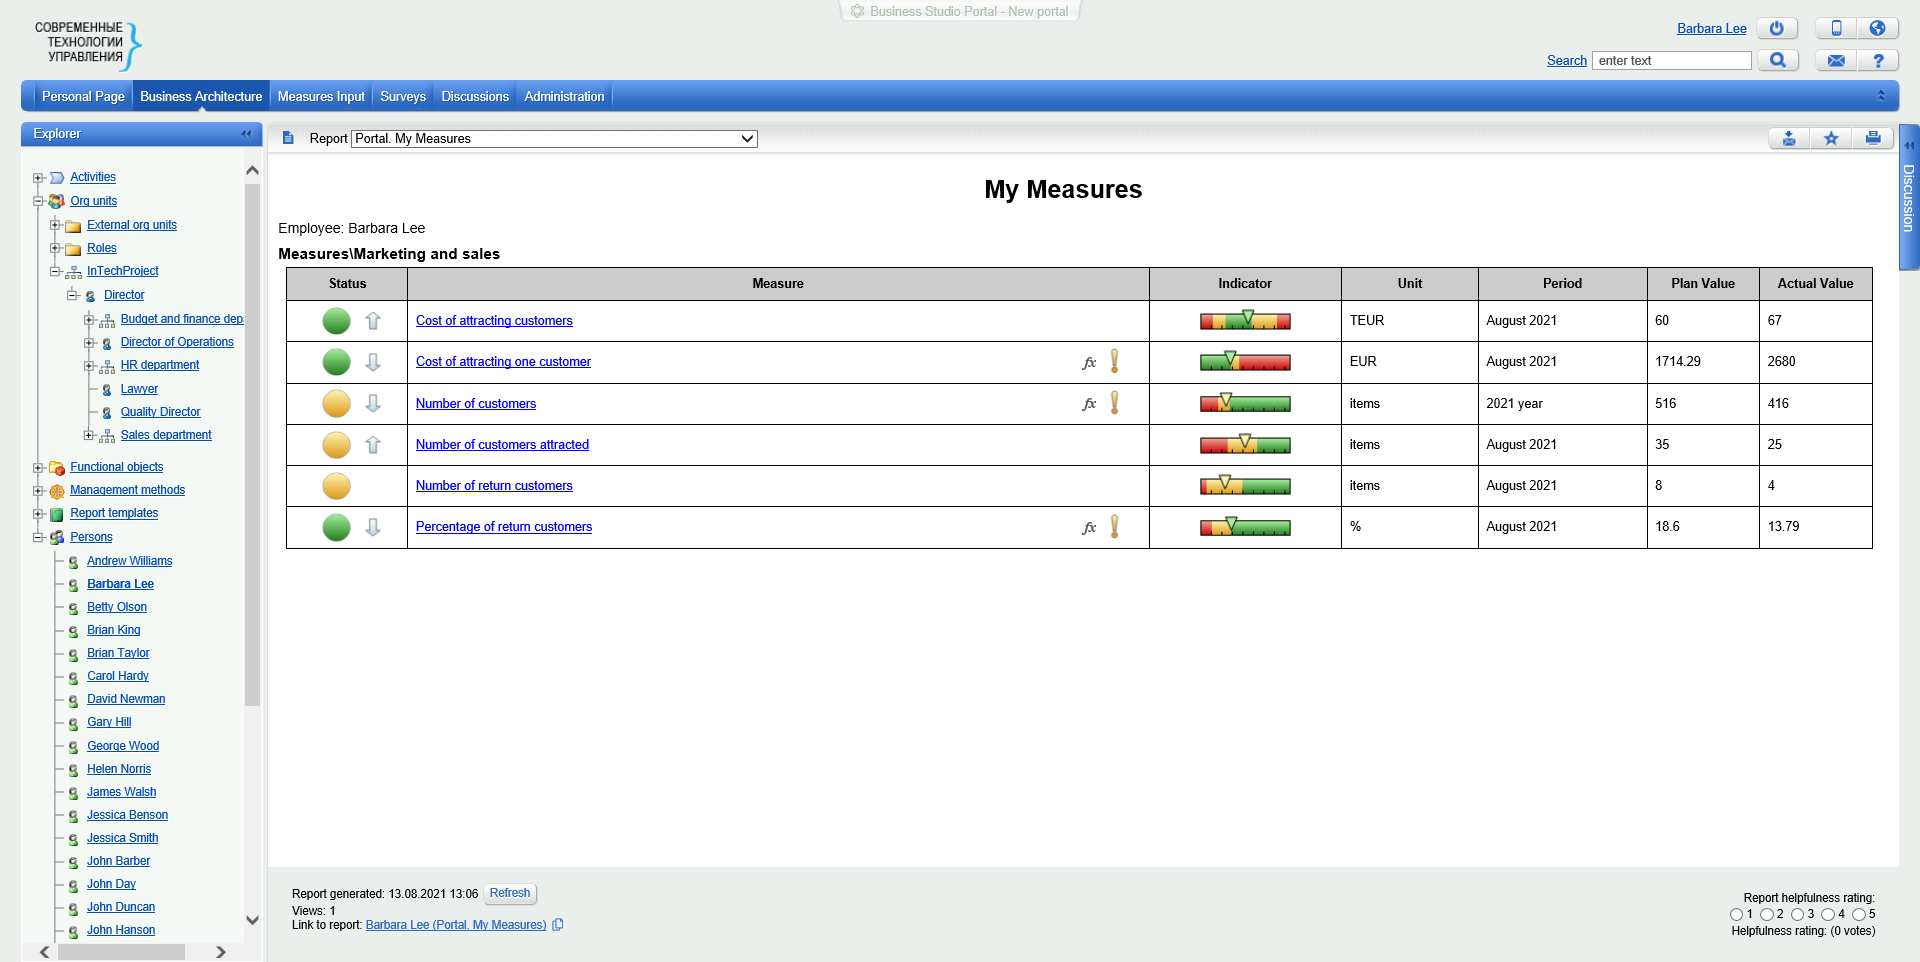 Business Studio Portal - New portal
СОВРЕМЕННЫЕ
ТЕХНОЛОГИИ
УПРАВЛЕНИЯ
Barbara Lee
Search enter text
Personal Page Business Architecture Measures Input Surveys Discussions Administration
Explorer
Activities
Org units
External org units
Roles
InTechProject
Director
Budget and finance dep
Director of Operations
HR department
Lawyer
Quality Director
Sales department
Functional objects
Management methods
Report templates
Persons
Andrew Williams
Barbara Lee
Betty Olson
Brian King
Brian Taylor
Carol Hardy
David Newman
Gary Hill
George Wood
Helen Norris
James Walsh
Jessica Benson
Jessica Smith
John Barber
John Day
John Duncan
John Hanson
Report Portal. My Measures
Discussion
My Measures
Employee: Barbara Lee
Measures\Marketing and sales
Status Measure Indicator Unit Period Plan Value Actual Value
Cost of attracting customers TEUR August 2021 60 67
Cost of attracting one customer fx EUR August 2021 1714.29 2680
Number of customers fx items 2021 year 516 416
Number of customers attracted items August 2021 35 25
Number of return customers items August 2021 8 4
Percentage of return customers fx % August 2021 18.6 13.79
Report generated: 13.08.2021 13:06 Refresh
Views: 1
Link to report: Barbara Lee (Portal. My Measures)
Report helpfulness rating:
1 2 3 4 5
Helpfulness rating: (0 votes)